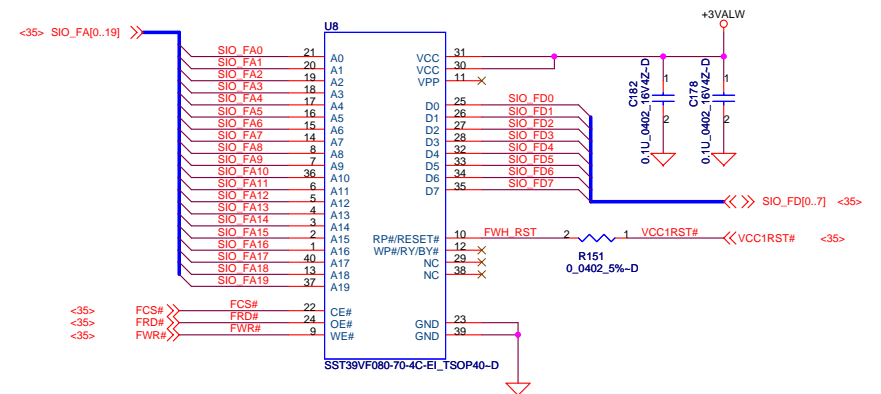 +3VALW
U8
<35> SIO_FA[0..19]
SIO_FA0 21 A0 VCC 31
SIO_FA1 20 A1 VCC 30
SIO_FA2 19 A2 VPP 11
SIO_FA3 18 A3
SIO_FA4 17 A4 D0 25 SIO_FD0
SIO_FA5 16 A5 D1 26 SIO_FD1
SIO_FA6 15 A6 D2 27 SIO_FD2
SIO_FA7 14 A7 D3 28 SIO_FD3
SIO_FA8 8 A8 D4 32 SIO_FD4
SIO_FA9 7 A9 D5 33 SIO_FD5
SIO_FA10 36 A10 D6 34 SIO_FD6
SIO_FA11 6 A11 D7 35 SIO_FD7
SIO_FA12 5 A12
SIO_FA13 4 A13
SIO_FA14 3 A14
SIO_FA15 2 A15 RP#/RESET# 10 FWH_RST 2 1 VCC1RST# VCC1RST# <35>
SIO_FA16 1 A16 WP#/RY/BY# 12
SIO_FA17 40 A17 NC 29
SIO_FA18 13 A18 NC 38
SIO_FA19 37 A19
R151
0_0402_5%~D
SIO_FD[0..7] <35>
C182
0.1U_0402_16V4Z~D
1
2
C178
0.1U_0402_16V4Z~D
1
2
<35> FCS# FCS# 22 CE#
<35> FRD# FRD# 24 OE# GND 23
<35> FWR# FWR# 9 WE# GND 39
SST39VF080-70-4C-EI_TSOP40~D